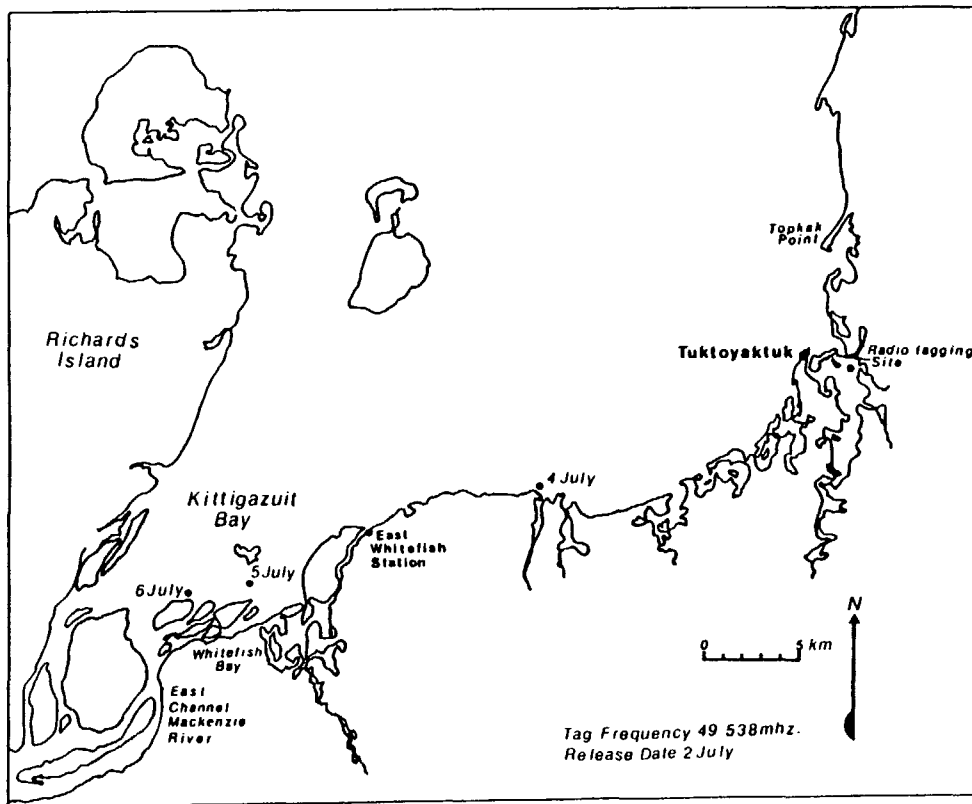 Topkak
Point
Richards
Island
Tuktoyaktuk
Radio tagging
Site
4 July
Kittigazuit
Bay
East
Whitefish
Station
5 July
6 July
Whitefish
Bay
East
Channel
Mackenzie
River
N
0 5 km
Tag Frequency 49 538mhz.
Release Date 2 July